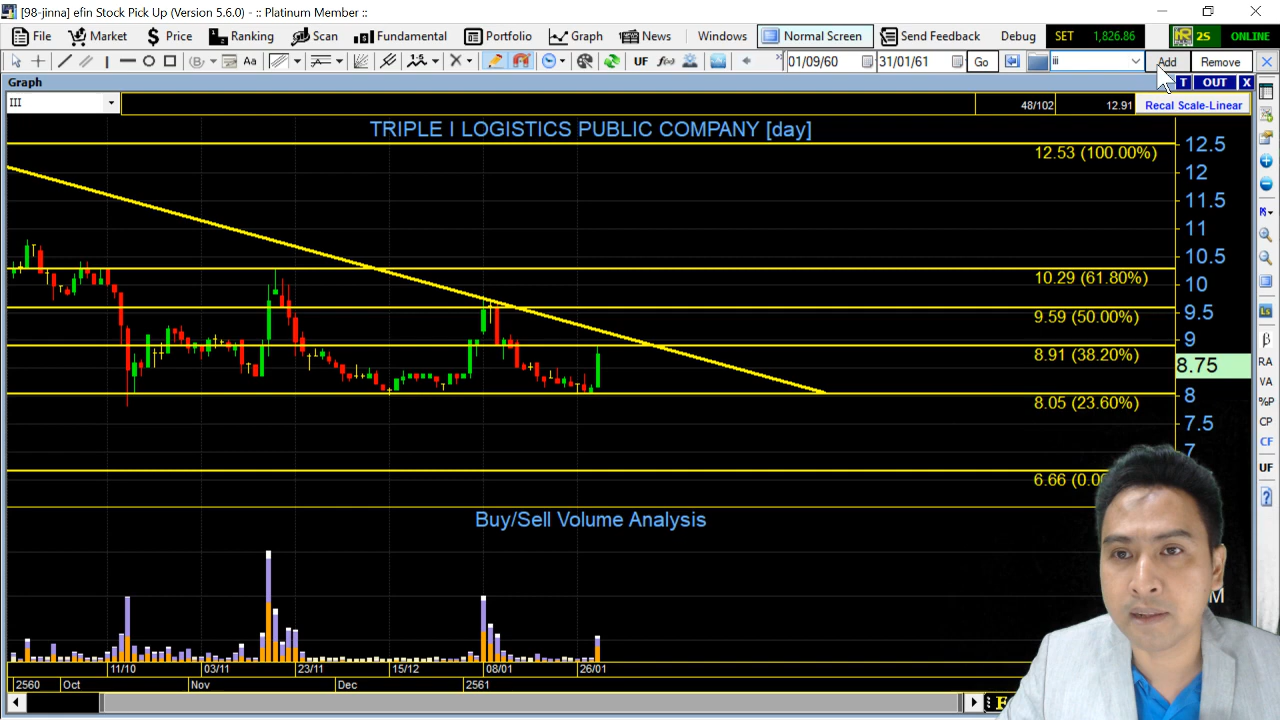 [98-jinna] efin Stock Pick Up (Version 5.6.0) - :: Platinum Member ::
File Market Price Ranking Scan Fundamental Portfolio Graph News Windows Normal Screen Send Feedback Debug SET 1,826.86 2S ONLINE
Aa UF f(x) 01/09/60 31/01/61 Go iii Add Remove
Graph T OUT X
III 48/102 12.91 Recal Scale-Linear
TRIPLE I LOGISTICS PUBLIC COMPANY [day]
12.5
12.53 (100.00%)
12
11.5
11
10.5
10.29 (61.80%)
10
9.59 (50.00%)
9.5
9
8.91 (38.20%)
8.75
8
8.05 (23.60%)
7.5
7
6.66 (0.00
Ls
β
RA
VA
%P
CP
CF
UF
Buy/Sell Volume Analysis
M
11/10 03/11 23/11 15/12 08/01 26/01
2560 Oct Nov Dec 2561